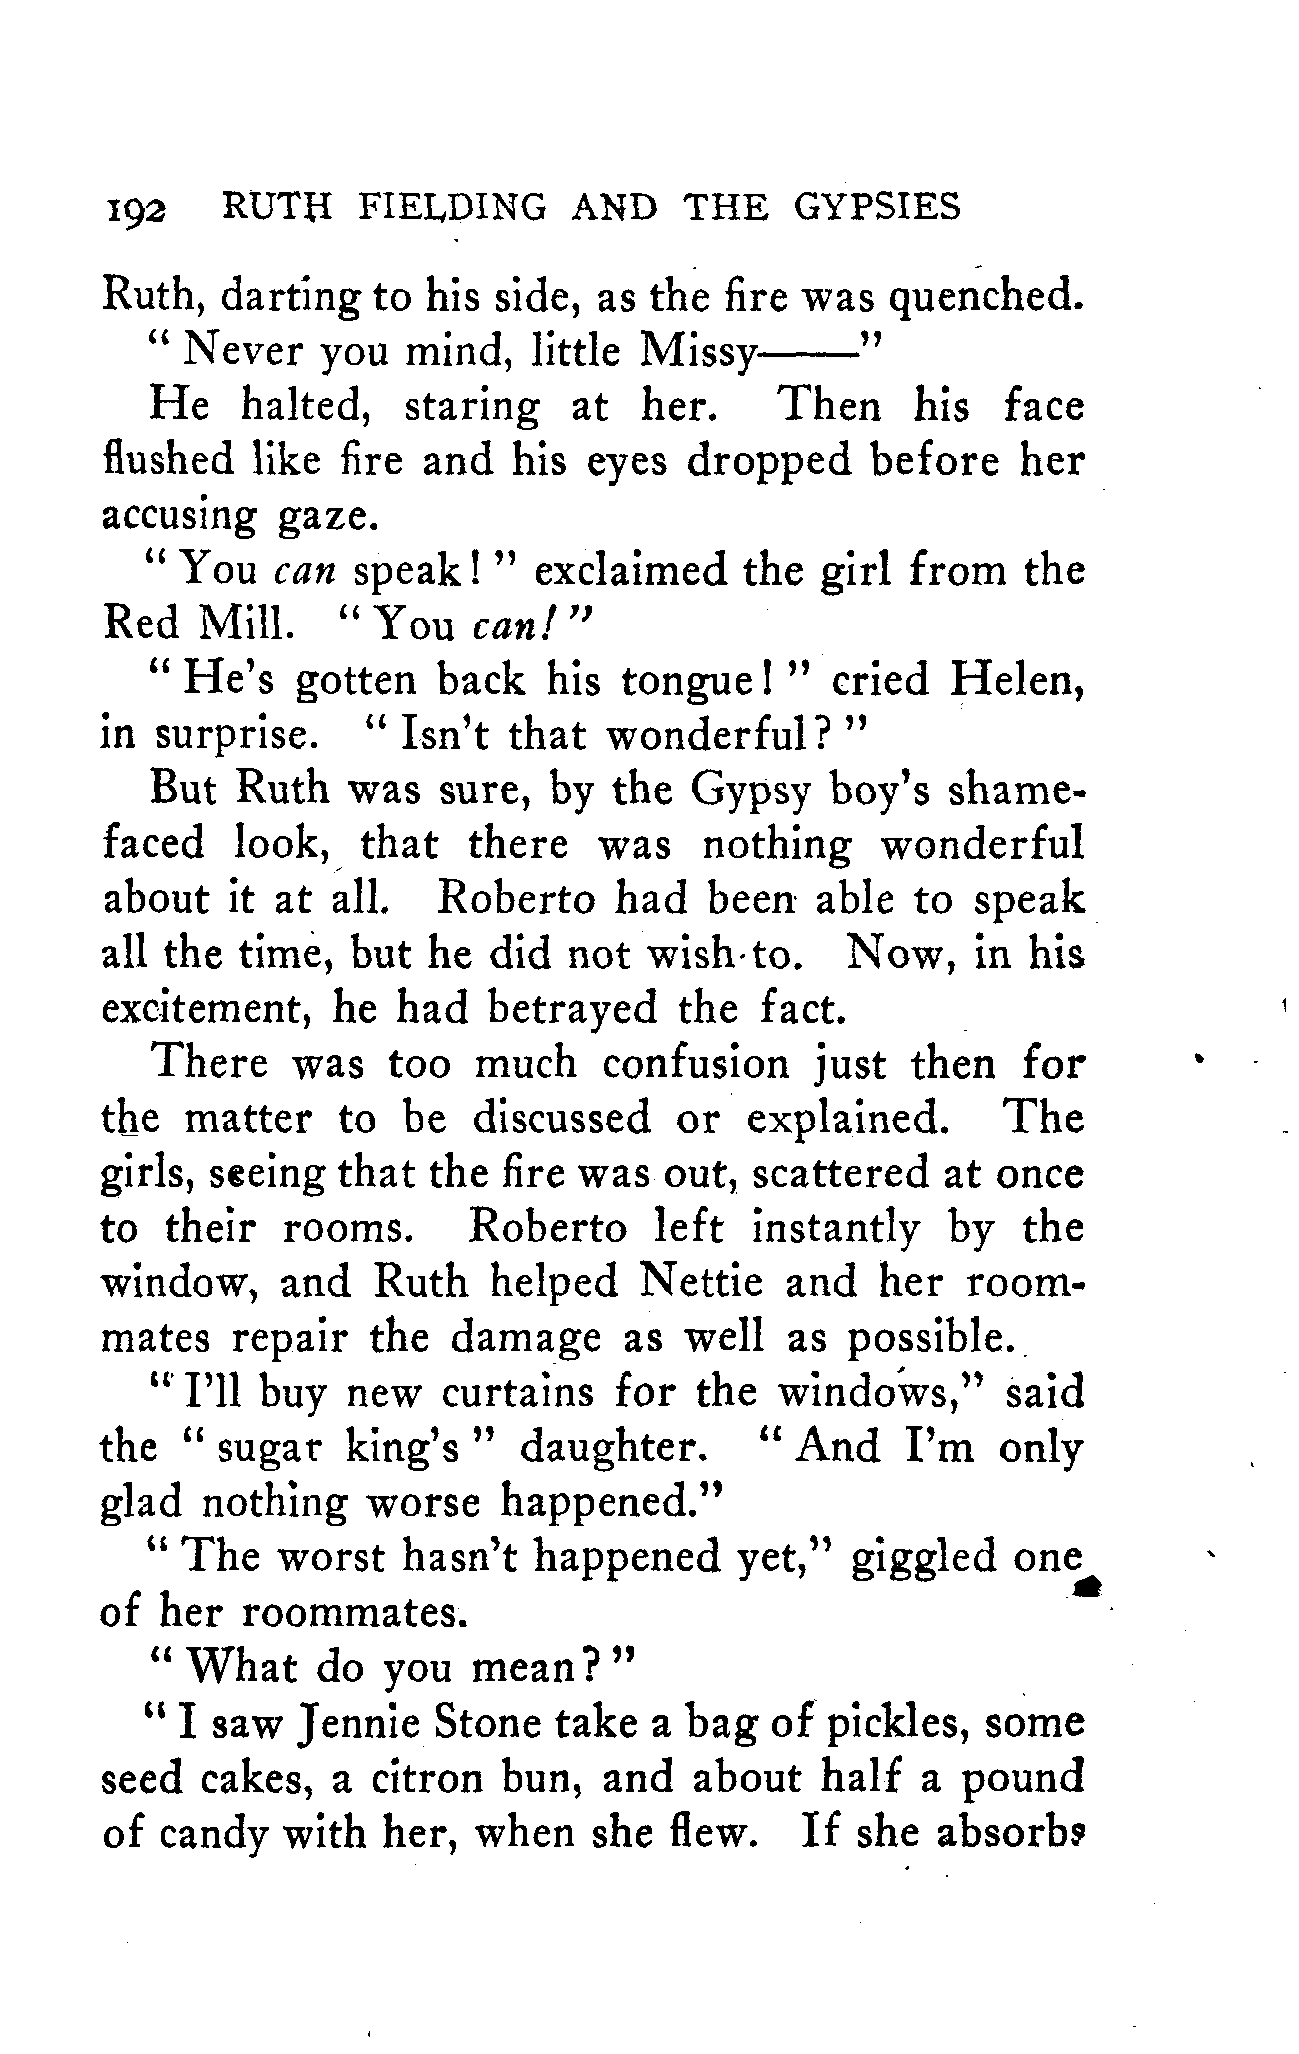 192 RUTH FIELDING AND THE GYPSIES
Ruth, darting to his side, as the fire was quenched.
" Never you mind, little Missy——"
He halted, staring at her. Then his face
flushed like fire and his eyes dropped before her
accusing gaze.
" You can speak! " exclaimed the girl from the
Red Mill. " You can! "
" He's gotten back his tongue! " cried Helen,
in surprise. " Isn't that wonderful? "
But Ruth was sure, by the Gypsy boy's shame-
faced look, that there was nothing wonderful
about it at all. Roberto had been able to speak
all the time, but he did not wish to. Now, in his
excitement, he had betrayed the fact.
There was too much confusion just then for
the matter to be discussed or explained. The
girls, seeing that the fire was out, scattered at once
to their rooms. Roberto left instantly by the
window, and Ruth helped Nettie and her room-
mates repair the damage as well as possible.
" I'll buy new curtains for the windows," said
the " sugar king's " daughter. " And I'm only
glad nothing worse happened."
" The worst hasn't happened yet," giggled one
of her roommates.
" What do you mean? "
" I saw Jennie Stone take a bag of pickles, some
seed cakes, a citron bun, and about half a pound
of candy with her, when she flew. If she absorbs